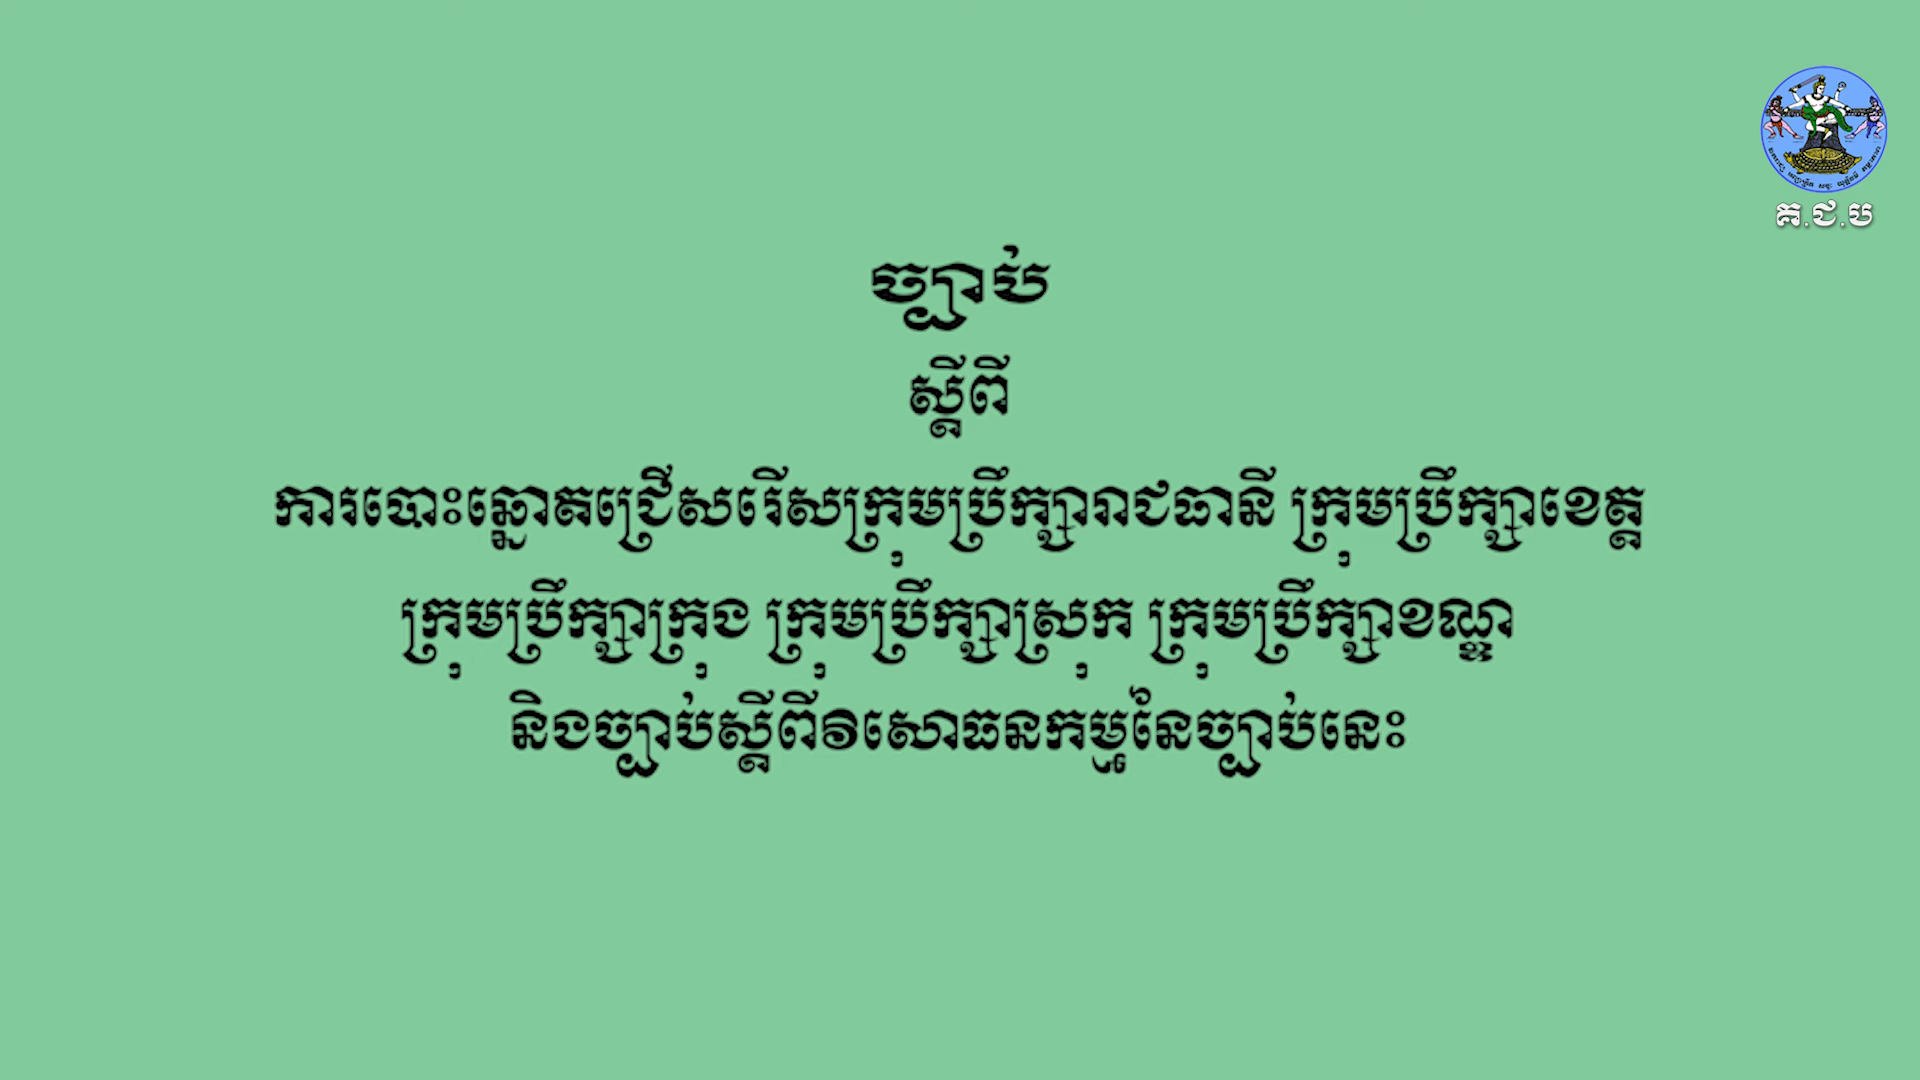 គ.ជ.ប
ច្បាប់
ស្តីពី
ការបោះឆ្នោតជ្រើសរើសក្រុមប្រឹក្សារាជធានី ក្រុមប្រឹក្សាខេត្ត
ក្រុមប្រឹក្សាក្រុង ក្រុមប្រឹក្សាស្រុក ក្រុមប្រឹក្សាខណ្ឌ
និងច្បាប់ស្តីពីវិសោធនកម្មនៃច្បាប់នេះ